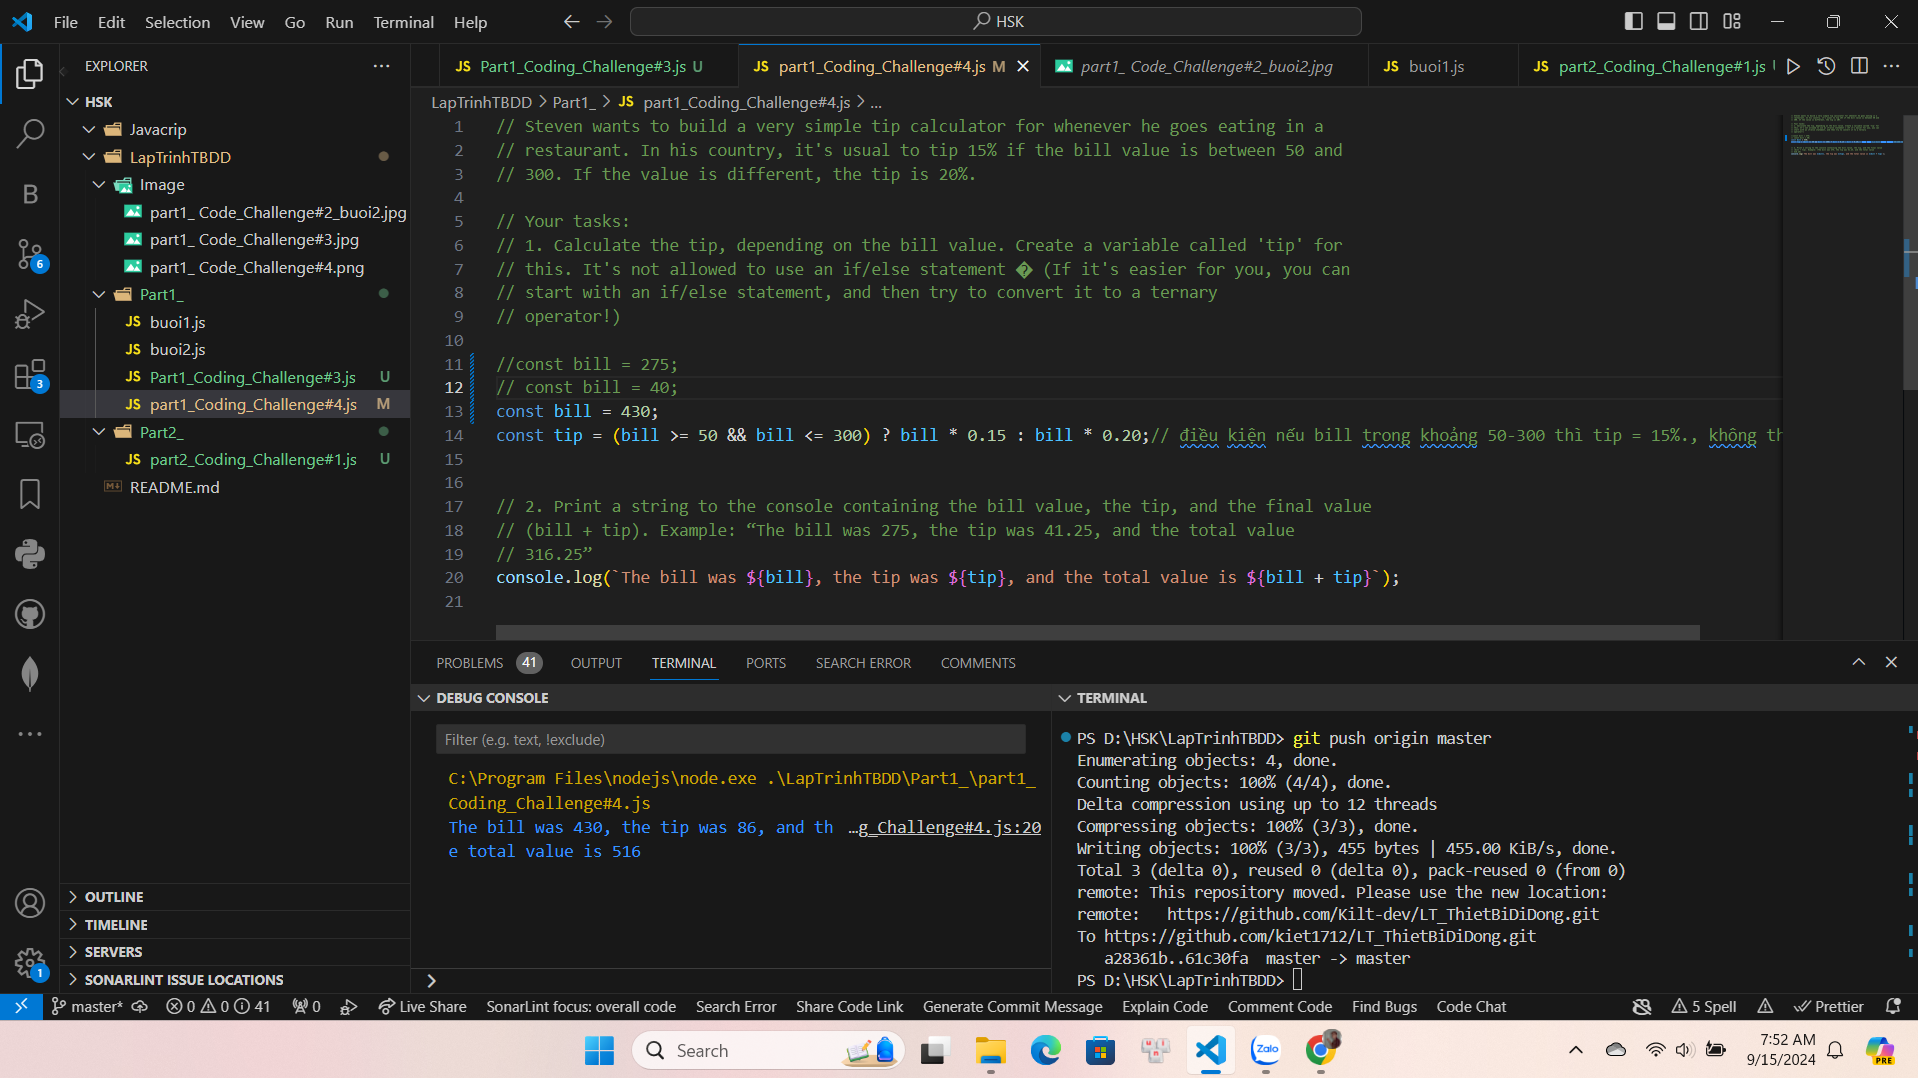 File Edit Selection View Go Run Terminal Help
HSK
EXPLORER
HSK
Javacrip
LapTrinhTBDD
Image
part1_ Code_Challenge#2_buoi2.jpg
part1_ Code_Challenge#3.jpg
part1_ Code_Challenge#4.png
Part1_
JS buoi1.js
JS buoi2.js
JS Part1_Coding_Challenge#3.js U
JS part1_Coding_Challenge#4.js M
Part2_
JS part2_Coding_Challenge#1.js U
README.md
OUTLINE
TIMELINE
SERVERS
SONARLINT ISSUE LOCATIONS
B
6
3
1
JS Part1_Coding_Challenge#3.js U
JS part1_Coding_Challenge#4.js M
part1_ Code_Challenge#2_buoi2.jpg
JS buoi1.js
JS part2_Coding_Challenge#1.js
LapTrinhTBDD > Part1_ > JS part1_Coding_Challenge#4.js > ...
1 // Steven wants to build a very simple tip calculator for whenever he goes eating in a
2 // restaurant. In his country, it's usual to tip 15% if the bill value is between 50 and
3 // 300. If the value is different, the tip is 20%.
4
5 // Your tasks:
6 // 1. Calculate the tip, depending on the bill value. Create a variable called 'tip' for
7 // this. It's not allowed to use an if/else statement � (If it's easier for you, you can
8 // start with an if/else statement, and then try to convert it to a ternary
9 // operator!)
10
11 //const bill = 275;
12 // const bill = 40;
13 const bill = 430;
14 const tip = (bill >= 50 && bill <= 300) ? bill * 0.15 : bill * 0.20;// điều kiện nếu bill trong khoảng 50-300 thì tip = 15%., không th
15
16
17 // 2. Print a string to the console containing the bill value, the tip, and the final value
18 // (bill + tip). Example: “The bill was 275, the tip was 41.25, and the total value
19 // 316.25”
20 console.log(`The bill was ${bill}, the tip was ${tip}, and the total value is ${bill + tip}`);
21
PROBLEMS 41 OUTPUT TERMINAL PORTS SEARCH ERROR COMMENTS
DEBUG CONSOLE
Filter (e.g. text, !exclude)
C:\Program Files\nodejs\node.exe .\LapTrinhTBDD\Part1_\part1_
Coding_Challenge#4.js
The bill was 430, the tip was 86, and th …g_Challenge#4.js:20
e total value is 516
TERMINAL
PS D:\HSK\LapTrinhTBDD> git push origin master
Enumerating objects: 4, done.
Counting objects: 100% (4/4), done.
Delta compression using up to 12 threads
Compressing objects: 100% (3/3), done.
Writing objects: 100% (3/3), 455 bytes | 455.00 KiB/s, done.
Total 3 (delta 0), reused 0 (delta 0), pack-reused 0 (from 0)
remote: This repository moved. Please use the new location:
remote:   https://github.com/Kilt-dev/LT_ThietBiDiDong.git
To https://github.com/kiet1712/LT_ThietBiDiDong.git
   a28361b..61c30fa  master -> master
PS D:\HSK\LapTrinhTBDD>
master* 0 0 41 0 Live Share SonarLint focus: overall code Search Error Share Code Link Generate Commit Message Explain Code Comment Code Find Bugs Code Chat 5 Spell Prettier
Search
Zalo
7:52 AM
9/15/2024
PRE